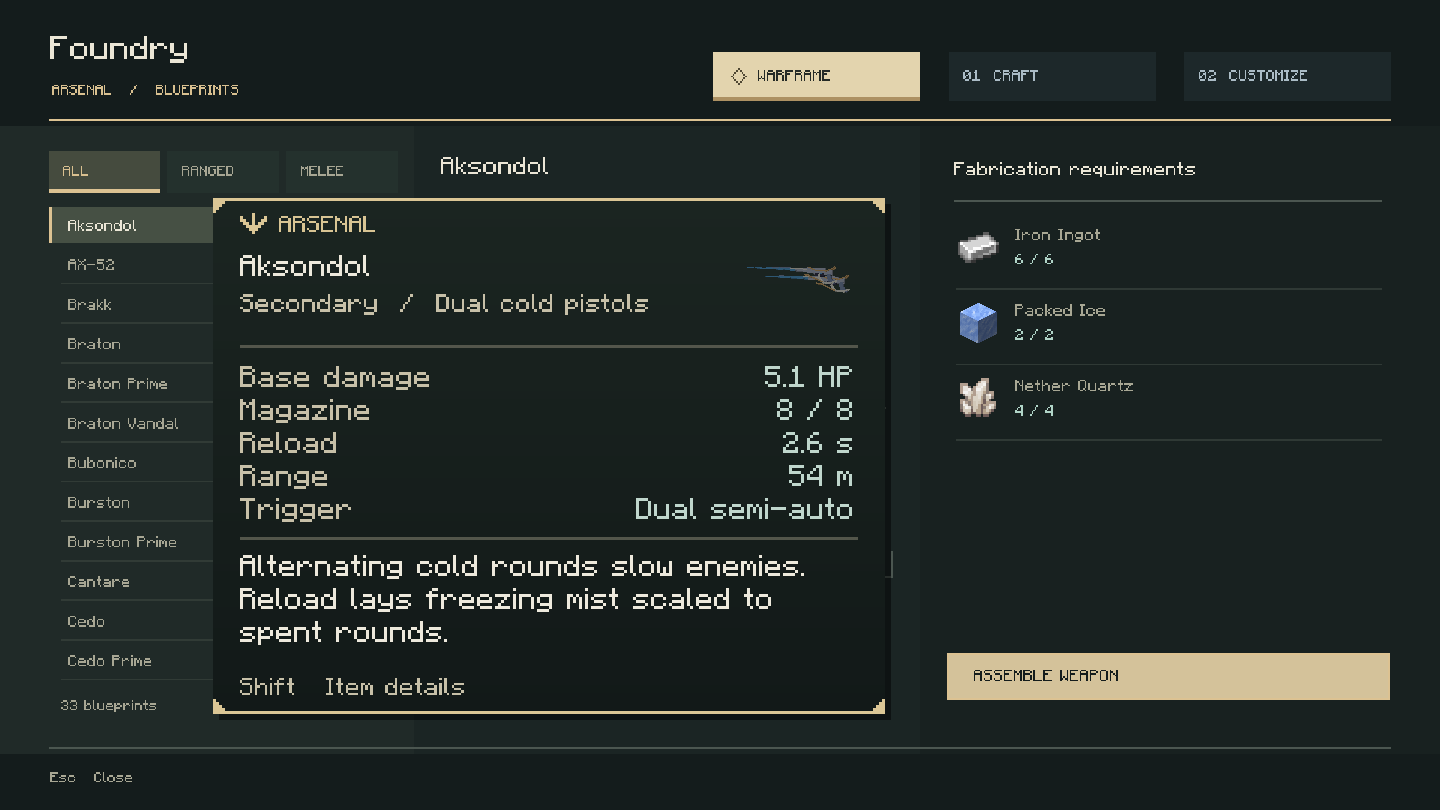 Foundry
ARSENAL / BLUEPRINTS
WARFRAME
01 CRAFT
02 CUSTOMIZE
ALL
RANGED
MELEE
Aksondol
AX-52
Brakk
Braton
Braton Prime
Braton Vandal
Bubonico
Burston
Burston Prime
Cantare
Cedo
Cedo Prime
33 blueprints
Aksondol
ARSENAL
Aksondol
Secondary / Dual cold pistols
Base damage 5.1 HP
Magazine 8 / 8
Reload 2.6 s
Range 54 m
Trigger Dual semi-auto
Alternating cold rounds slow enemies.
Reload lays freezing mist scaled to
spent rounds.
Shift Item details
Fabrication requirements
Iron Ingot
6 / 6
Packed Ice
2 / 2
Nether Quartz
4 / 4
ASSEMBLE WEAPON
Esc Close